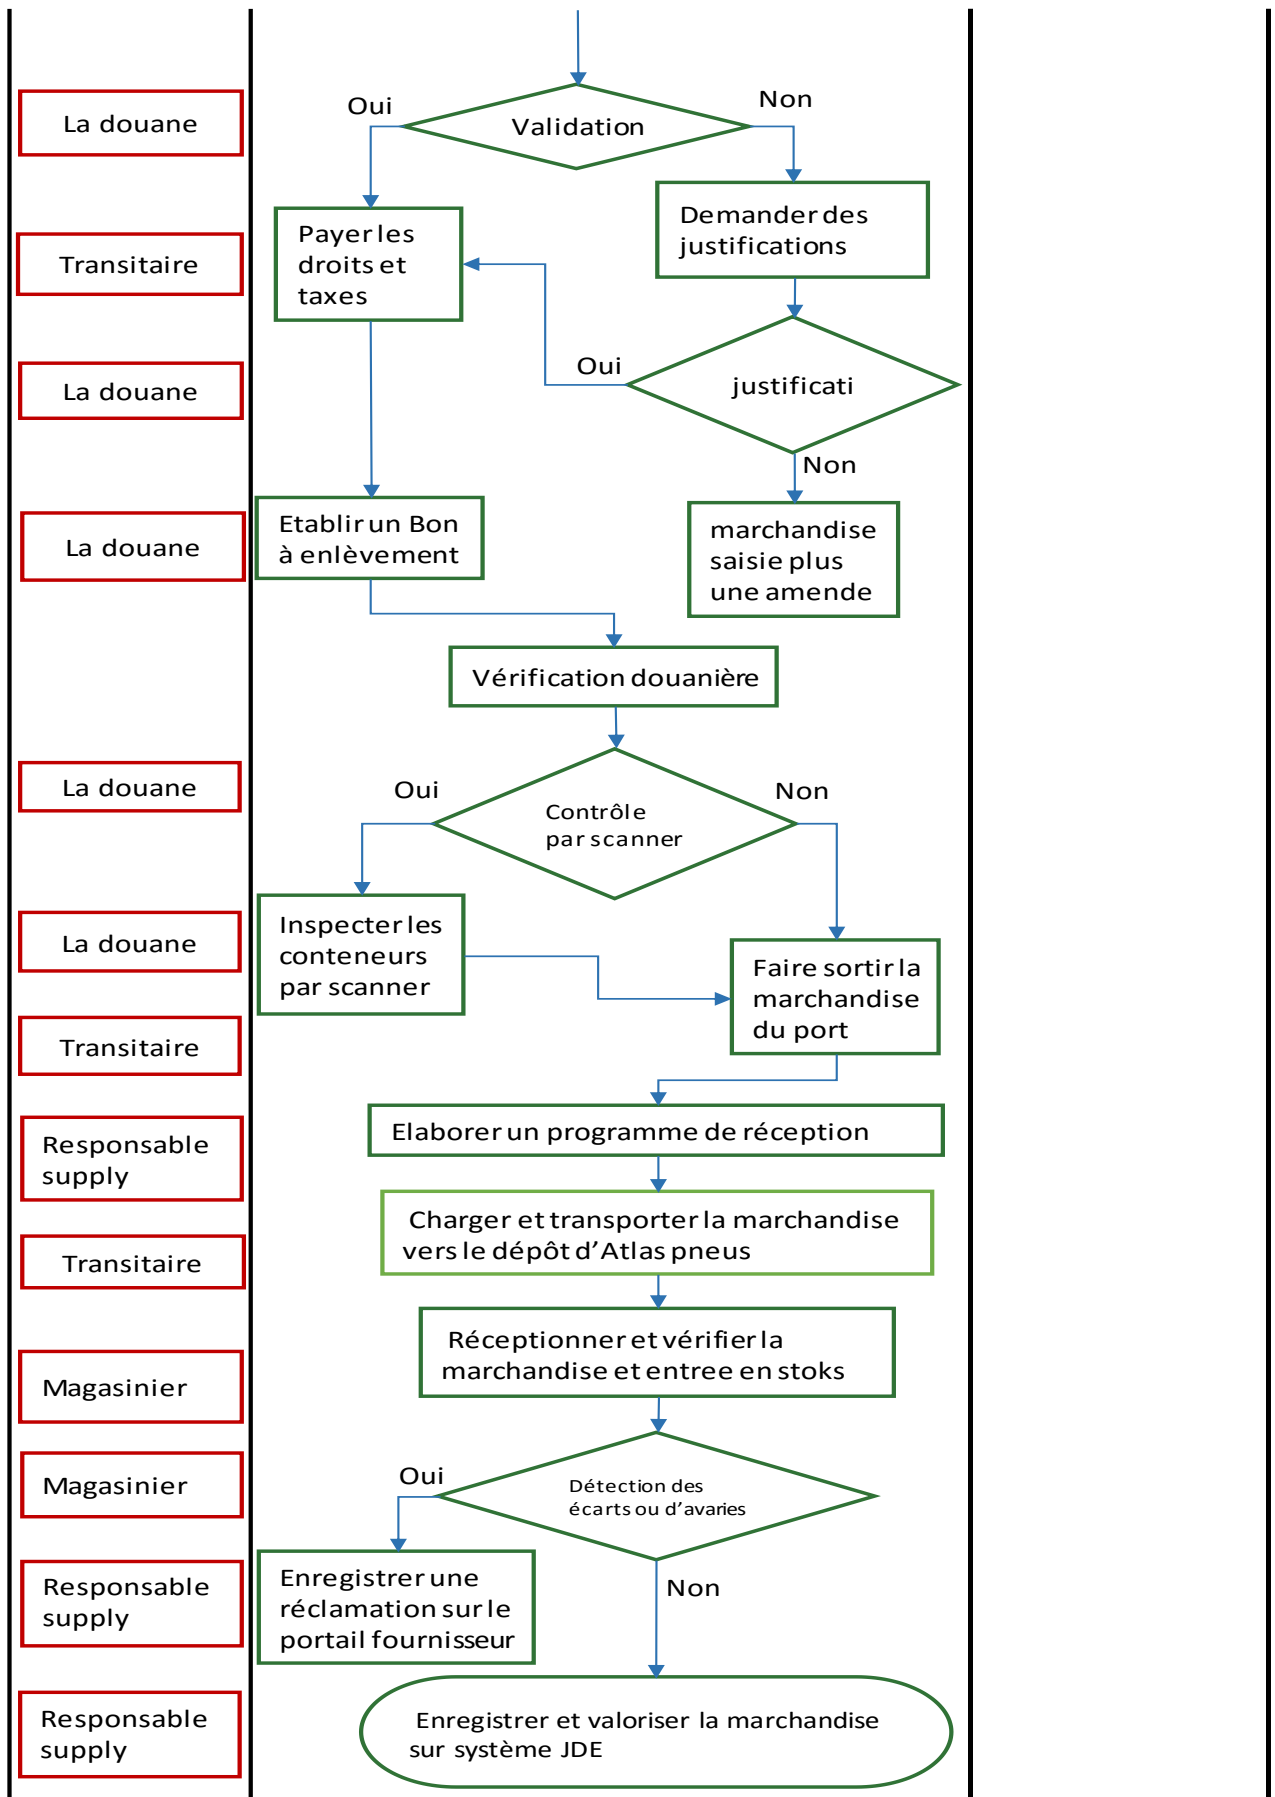 Oui
Non
La douane
Validation
Demander des
justifications
Payer les
droits et
taxes
Transitaire
Oui
La douane
justificati
Non
Etablir un Bon
à enlèvement
La douane
marchandise
saisie plus
une amende
Vérification douanière
La douane
Oui
Non
Contrôle
par scanner
La douane
Inspecter les
conteneurs
par scanner
Faire sortir la
marchandise
du port
Transitaire
Responsable
supply
Elaborer un programme de réception
Charger et transporter la marchandise
vers le dépôt d'Atlas pneus
Transitaire
Réceptionner et vérifier la
marchandise et entree en stoks
Magasinier
Magasinier
Oui
Détection des
écarts ou d'avaries
Responsable
supply
Enregistrer une
réclamation sur le
portail fournisseur
Non
Responsable
supply
Enregistrer et valoriser la marchandise
sur système JDE